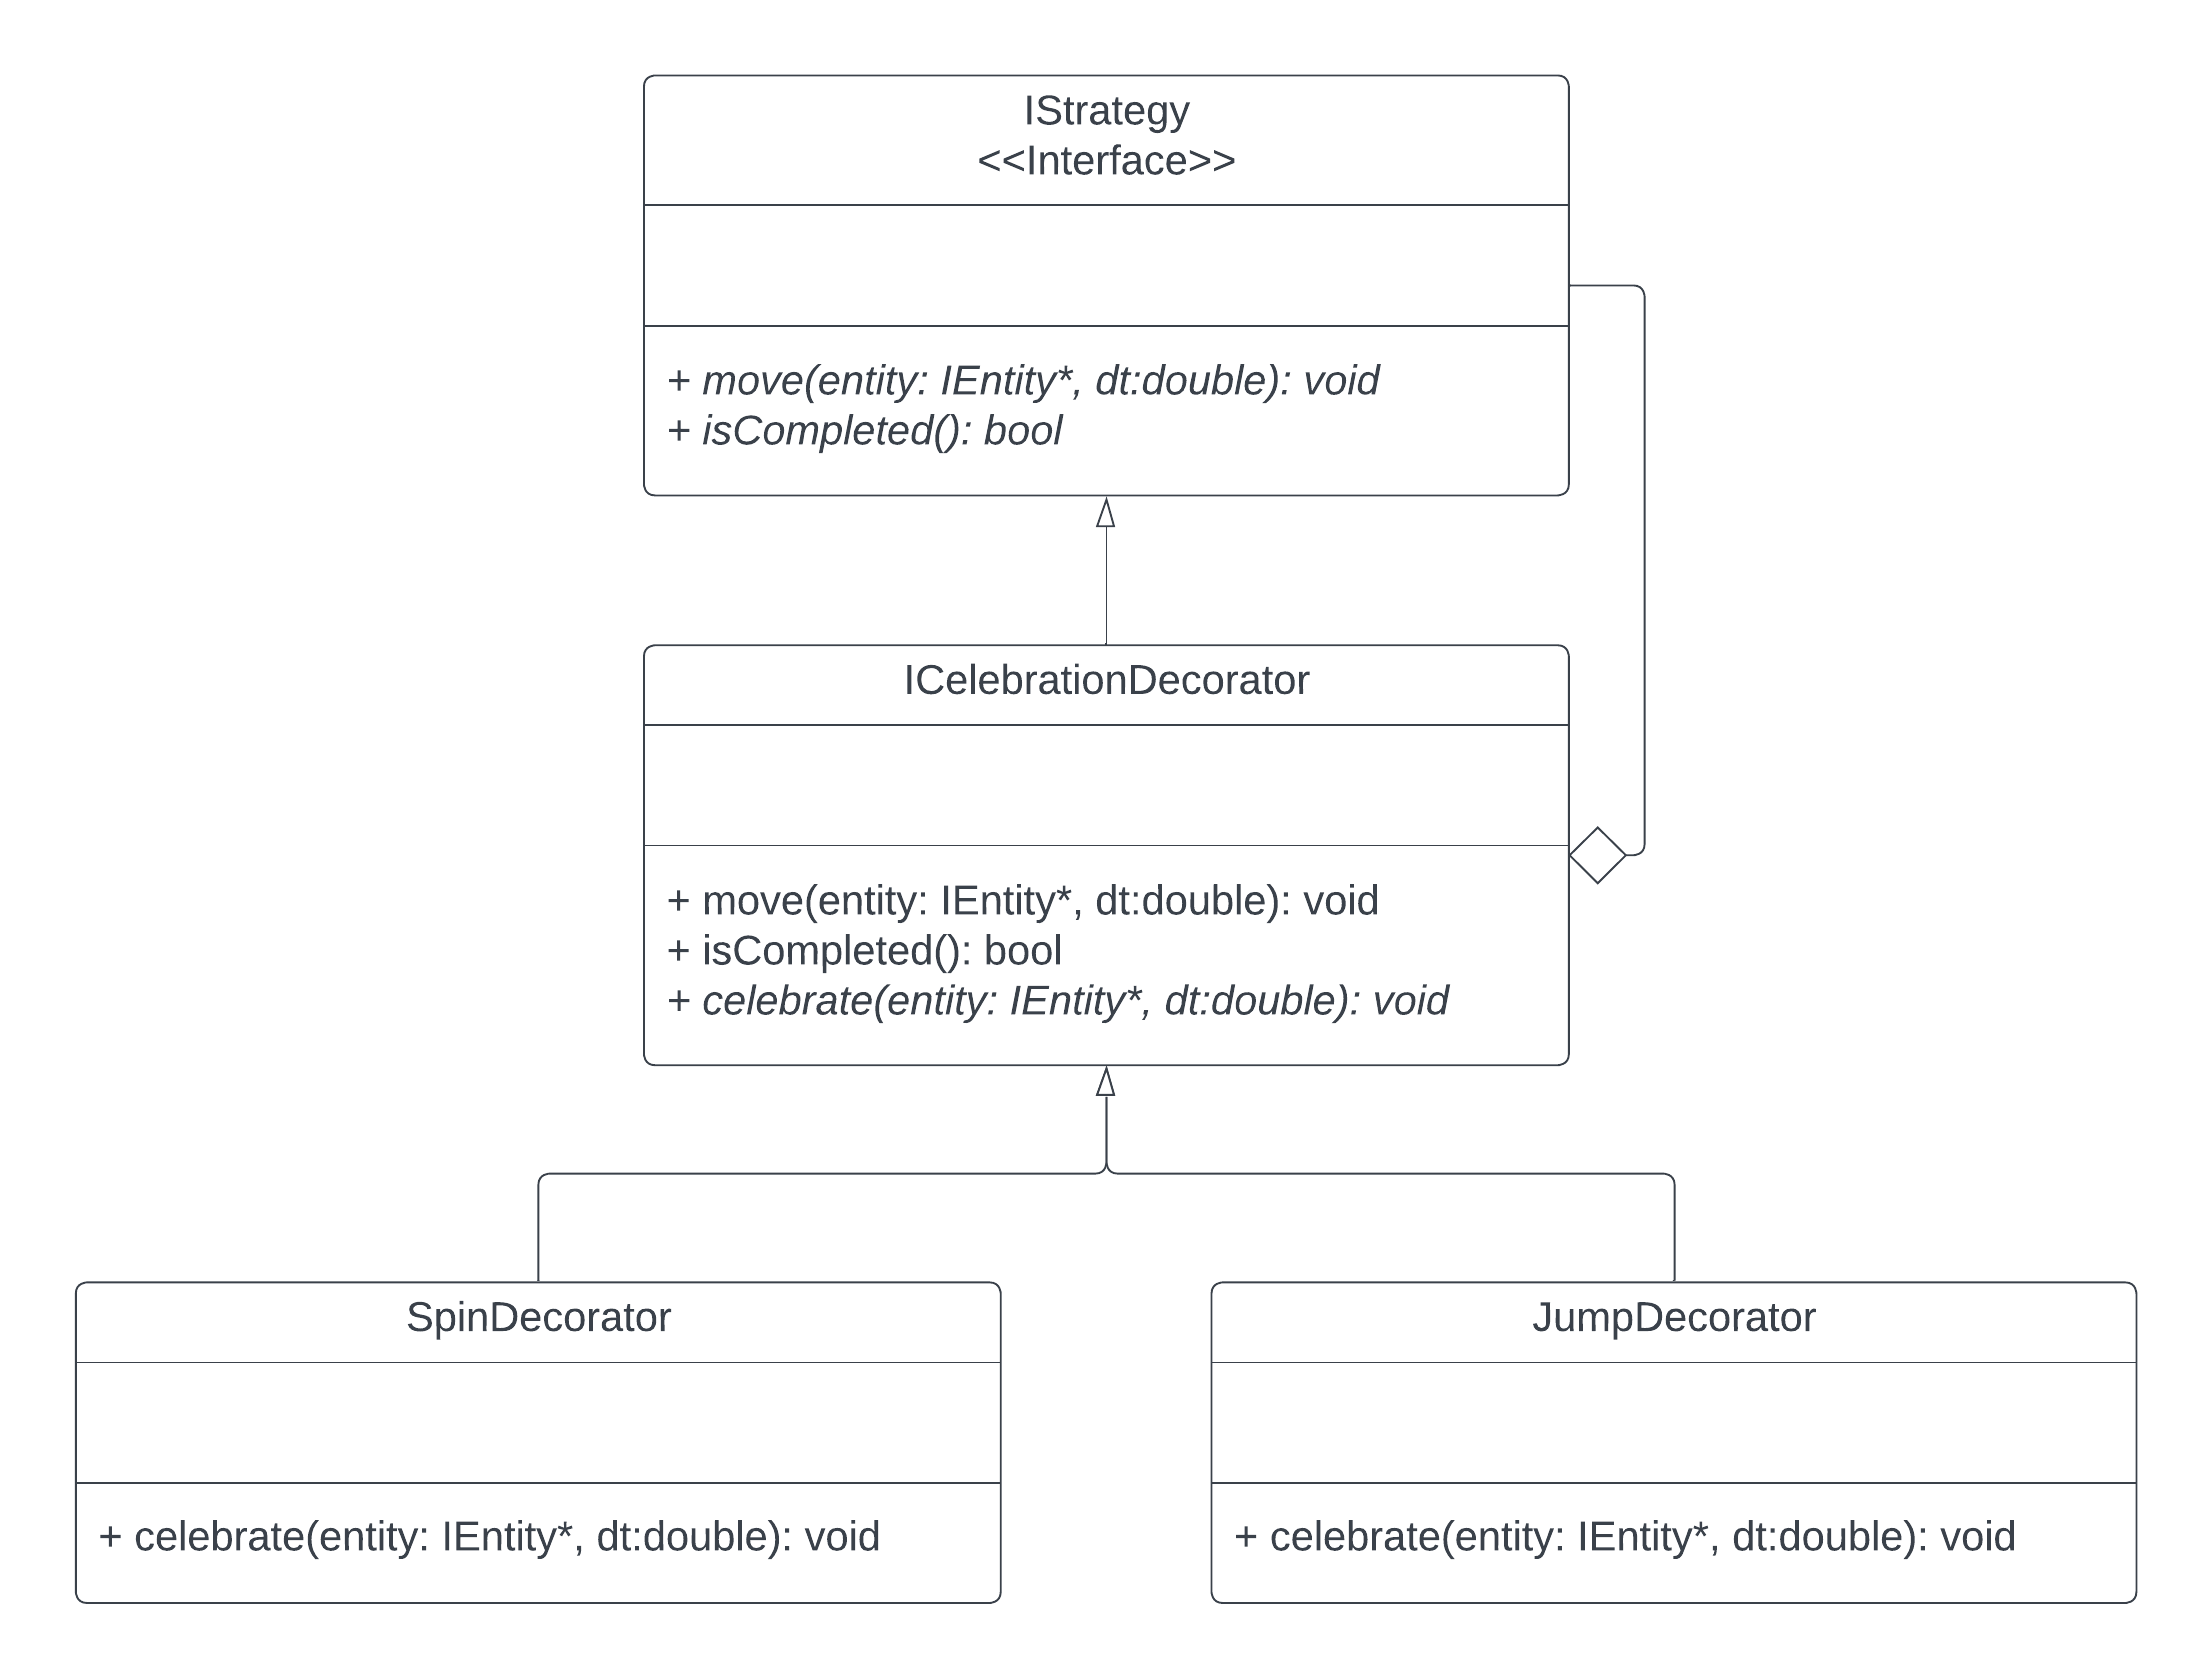 IStrategy
<<Interface>>
+ move(entity: IEntity*, dt:double): void
+ isCompleted(): bool
ICelebrationDecorator
+ move(entity: IEntity*, dt:double): void
+ isCompleted(): bool
+ celebrate(entity: IEntity*, dt:double): void
SpinDecorator
+ celebrate(entity: IEntity*, dt:double): void
JumpDecorator
+ celebrate(entity: IEntity*, dt:double): void